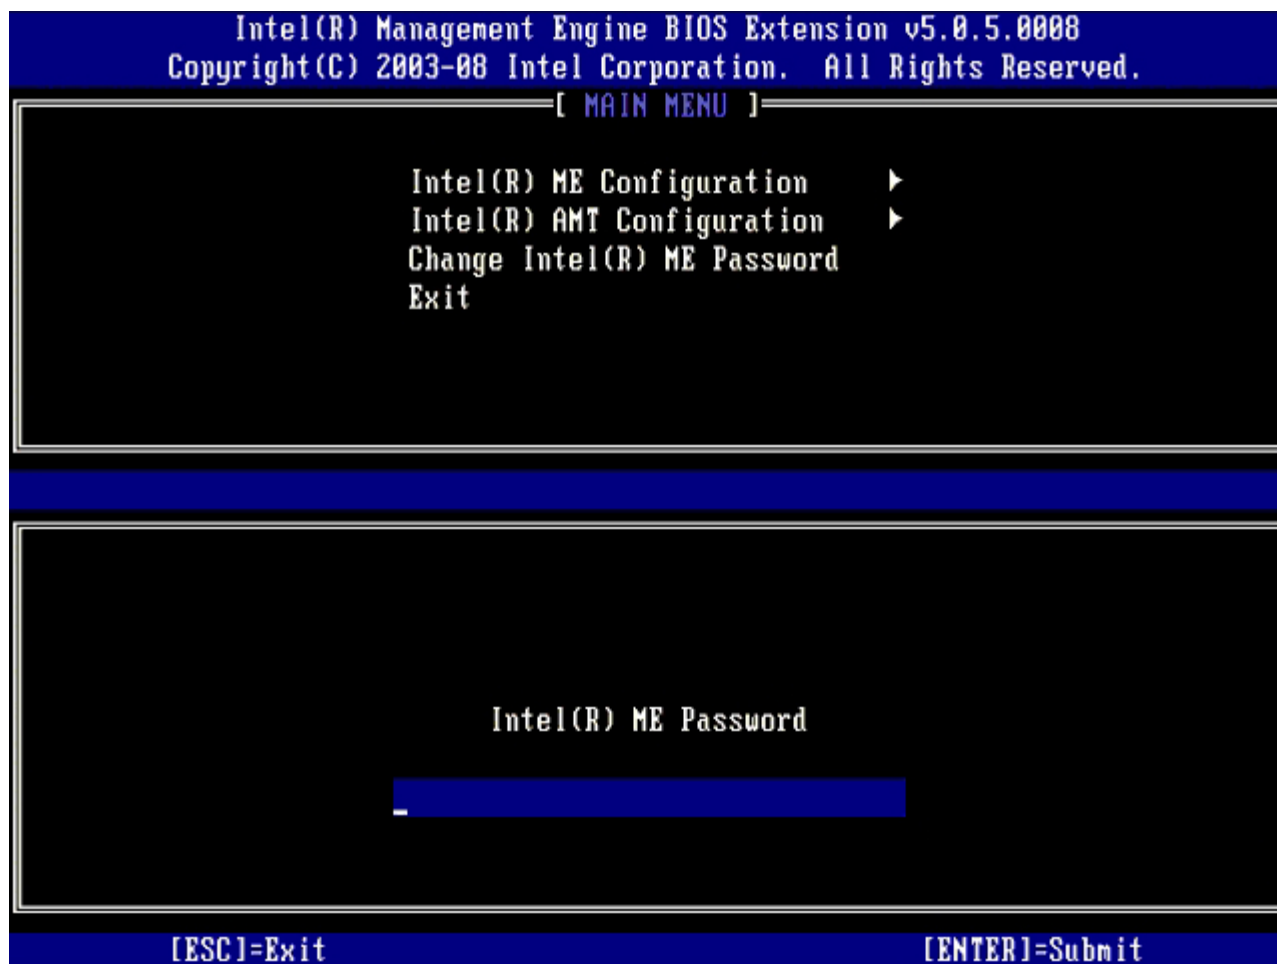 Intel(R) Management Engine BIOS Extension v5.0.5.0008
Copyright(C) 2003-08 Intel Corporation. All Rights Reserved.
[ MAIN MENU ]
Intel(R) ME Configuration ►
Intel(R) AMT Configuration ►
Change Intel(R) ME Password
Exit
Intel(R) ME Password
[ESC]=Exit [ENTER]=Submit